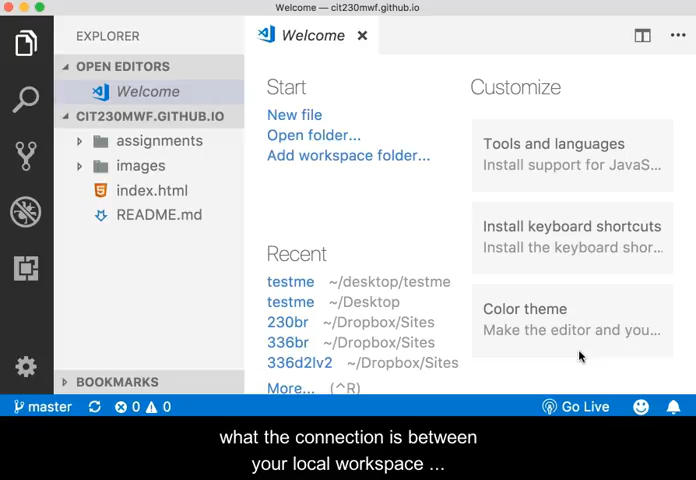 Welcome — cit230mwf.github.io
EXPLORER
OPEN EDITORS
Welcome
CIT230MWF.GITHUB.IO
assignments
images
index.html
README.md
BOOKMARKS
Welcome
Start
New file
Open folder...
Add workspace folder...
Recent
testme ~/desktop/testme
testme ~/Desktop
230br ~/Dropbox/Sites
336br ~/Dropbox/Sites
336d2lv2 ~/Dropbox/Sites
More... (^R)
Customize
Tools and languages
Install support for JavaS...
Install keyboard shortcuts
Install the keyboard shor...
Color theme
Make the editor and you...
master 0 0 Go Live
what the connection is between
your local workspace ...